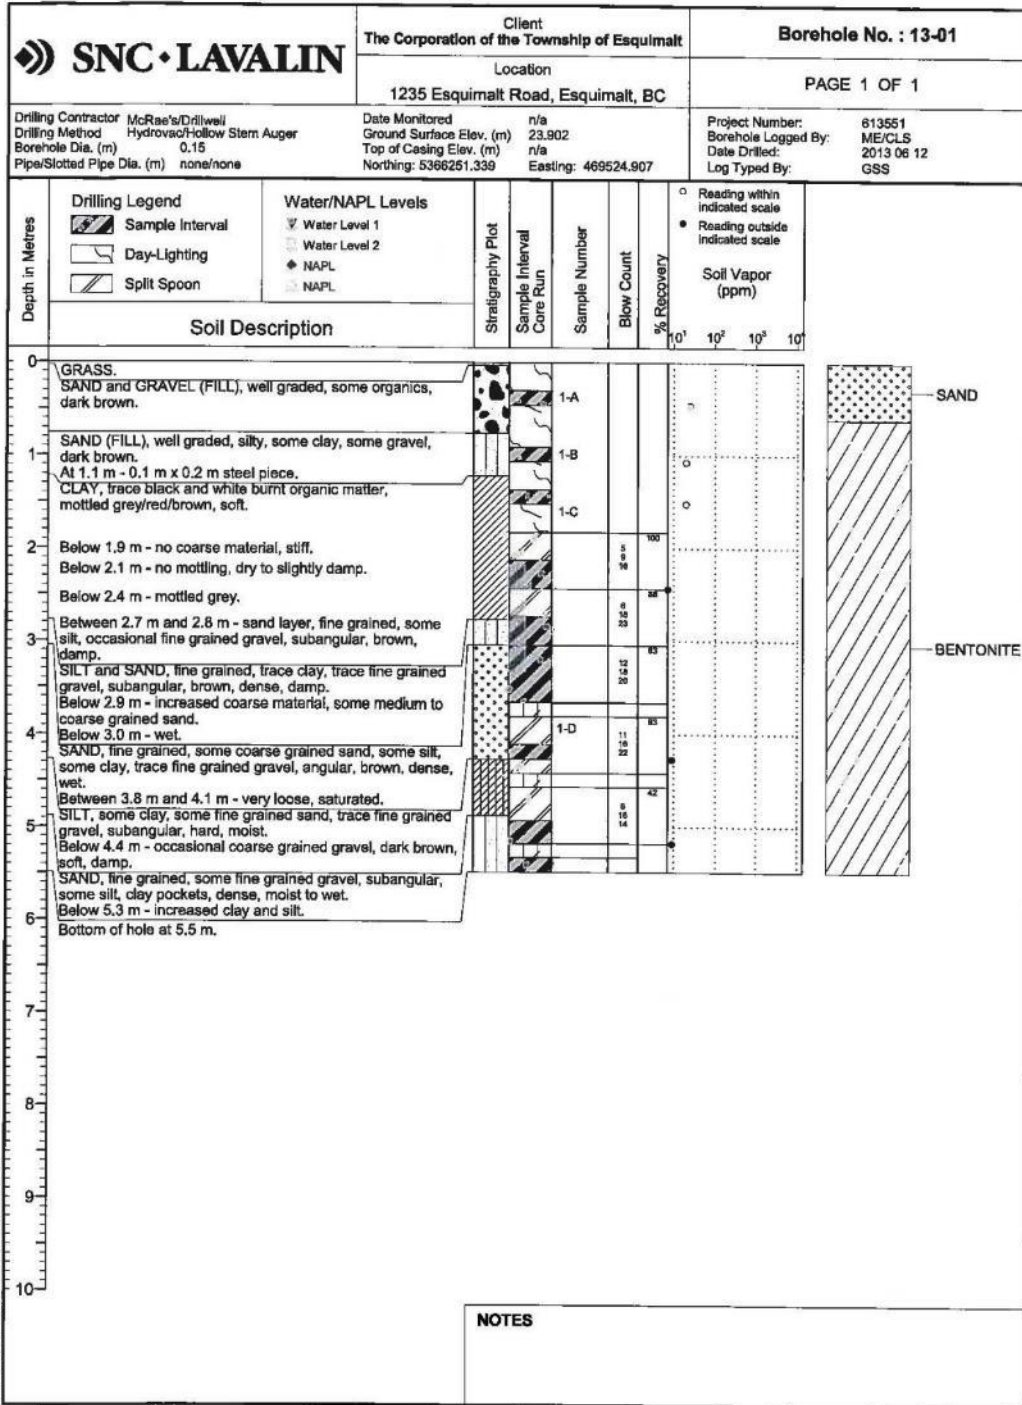 SNC·LAVALIN
Client
The Corporation of the Township of Esquimalt
Location
1235 Esquimalt Road, Esquimalt, BC
Borehole No. : 13-01
PAGE 1 OF 1
Drilling Contractor McRae's/Drillwell
Drilling Method Hydrovac/Hollow Stem Auger
Borehole Dia. (m) 0.15
Pipe/Slotted Pipe Dia. (m) none/none
Date Monitored n/a
Ground Surface Elev. (m) 23.902
Top of Casing Elev. (m) n/a
Northing: 5366251.339 Easting: 469524.907
Project Number: 613551
Borehole Logged By: ME/CLS
Date Drilled: 2013 06 12
Log Typed By: GSS
Depth in Metres
Drilling Legend
Sample Interval
Day-Lighting
Split Spoon
Water/NAPL Levels
Water Level 1
Water Level 2
NAPL
NAPL
Soil Description
Stratigraphy Plot
Sample Interval
Core Run
Sample Number
Blow Count
% Recovery
Reading within
indicated scale
Reading outside
indicated scale
Soil Vapor
(ppm)
10¹ 10² 10³ 10⁴
0
GRASS.
SAND and GRAVEL (FILL), well graded, some organics,
dark brown.
1-A
SAND
SAND (FILL), well graded, silty, some clay, some gravel,
dark brown.
1
1-B
At 1.1 m - 0.1 m x 0.2 m steel piece.
CLAY, trace black and white burnt organic matter,
mottled grey/red/brown, soft.
1-C
2
Below 1.9 m - no coarse material, stiff.
100
5
9
16
Below 2.1 m - no mottling, dry to slightly damp.
Below 2.4 m - mottled grey.
6
18
23
Between 2.7 m and 2.8 m - sand layer, fine grained, some
silt, occasional fine grained gravel, subangular, brown,
damp.
3
83
BENTONITE
SILT and SAND, fine grained, trace clay, trace fine grained
gravel, subangular, brown, dense, damp.
12
18
20
Below 2.9 m - increased coarse material, some medium to
coarse grained sand.
Below 3.0 m - wet.
4
1-D
83
11
16
22
SAND, fine grained, some coarse grained sand, some silt,
some clay, trace fine grained gravel, angular, brown, dense,
wet.
Between 3.8 m and 4.1 m - very loose, saturated.
42
SILT, some clay, some fine grained sand, trace fine grained
gravel, subangular, hard, moist.
16
14
5
Below 4.4 m - occasional coarse grained gravel, dark brown,
soft, damp.
SAND, fine grained, some fine grained gravel, subangular,
some silt, clay pockets, dense, moist to wet.
Below 5.3 m - increased clay and silt.
6
Bottom of hole at 5.5 m.
7
8
9
10
NOTES